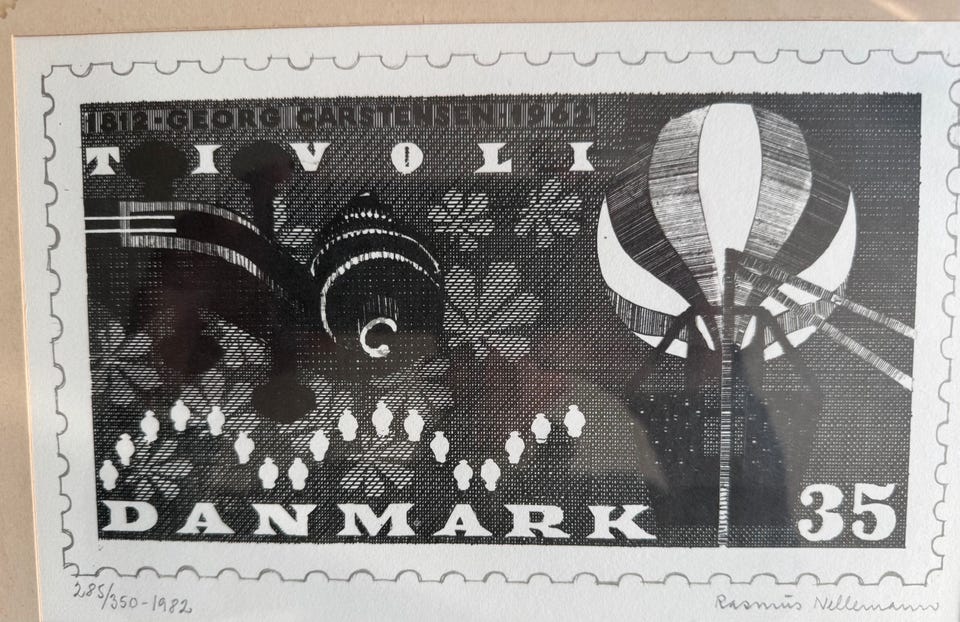 1812-GEORG CARSTENSEN·1962
TIVOLI
DANMARK 35
285/350-1982 Rasmus Nellemann